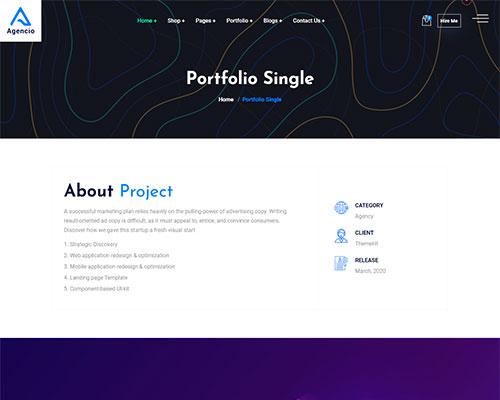 Agencio
Home + Shop + Pages + Portfolio + Blogs + Contact Us + Hire Me
Portfolio Single
Home / Portfolio Single
About Project
A successful marketing plan relies heavily on the pulling-power of advertising copy. Writing
result-oriented ad copy is difficult, as it must appeal to, entice, and convince consumers.
Discover how we gave this startup a fresh visual start
1. Strategic Discovery
2. Web application redesign & optimization
3. Mobile application redesign & optimization
4. Landing page Template
5. Component-based UI-kit
CATEGORY
Agency
CLIENT
ThemeHit
RELEASE
March, 2020